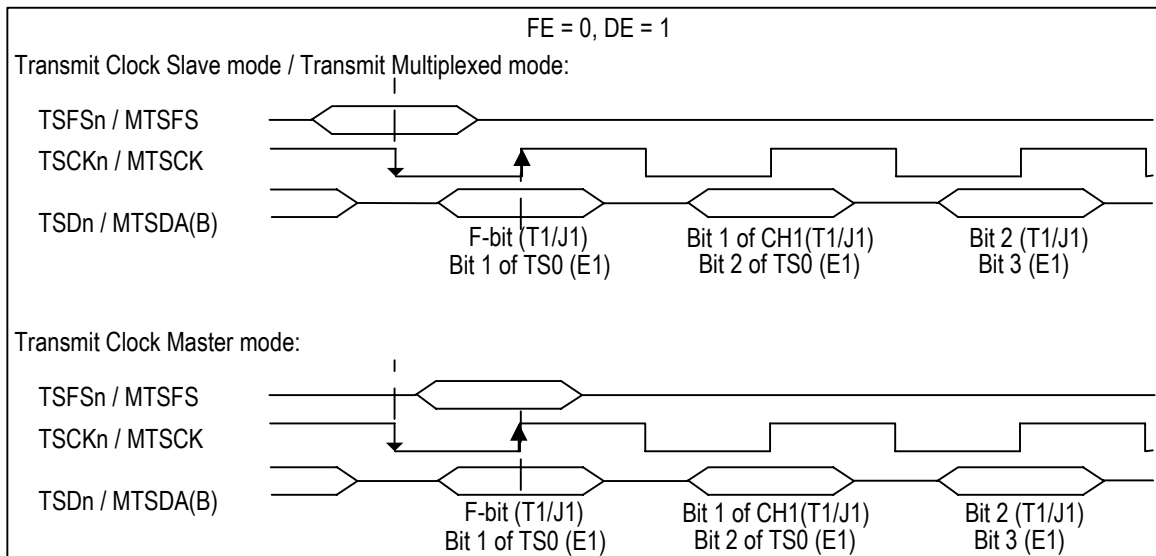 FE = 0, DE = 1
Transmit Clock Slave mode / Transmit Multiplexed mode:
TSFSn / MTSFS
TSCKn / MTSCK
TSDn / MTSDA(B)
F-bit (T1/J1)
Bit 1 of TS0 (E1)
Bit 1 of CH1(T1/J1)
Bit 2 of TS0 (E1)
Bit 2 (T1/J1)
Bit 3 (E1)
Transmit Clock Master mode:
TSFSn / MTSFS
TSCKn / MTSCK
TSDn / MTSDA(B)
F-bit (T1/J1)
Bit 1 of TS0 (E1)
Bit 1 of CH1(T1/J1)
Bit 2 of TS0 (E1)
Bit 2 (T1/J1)
Bit 3 (E1)